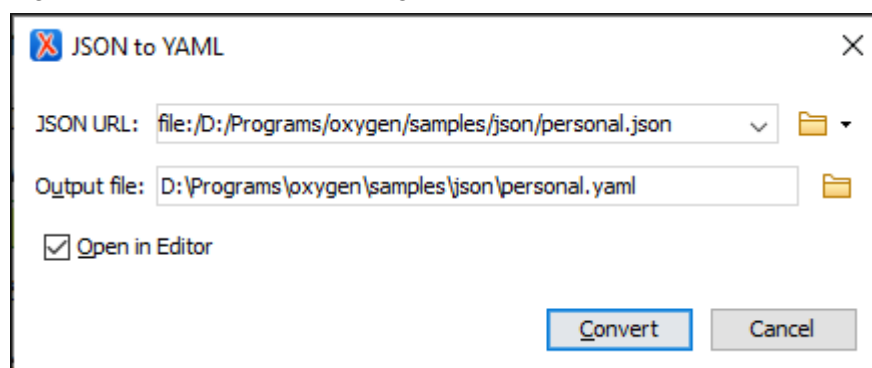 JSON to YAML
JSON URL: file:/D:/Programs/oxygen/samples/json/personal.json
Output file: D:\Programs\oxygen\samples\json\personal.yaml
Open in Editor
Convert Cancel